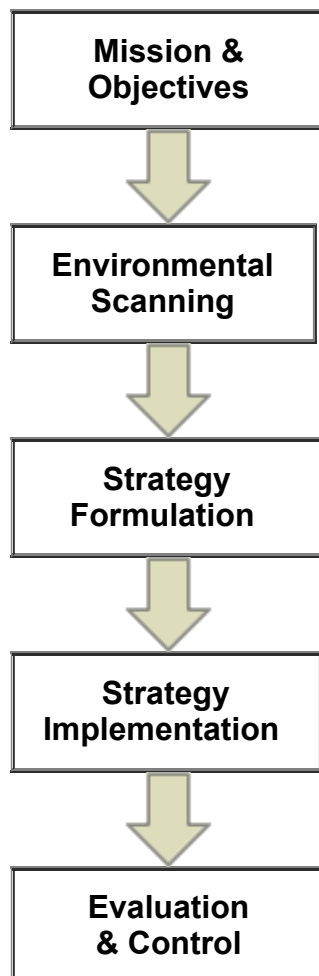 Mission &
Objectives
Environmental
Scanning
Strategy
Formulation
Strategy
Implementation
Evaluation
& Control